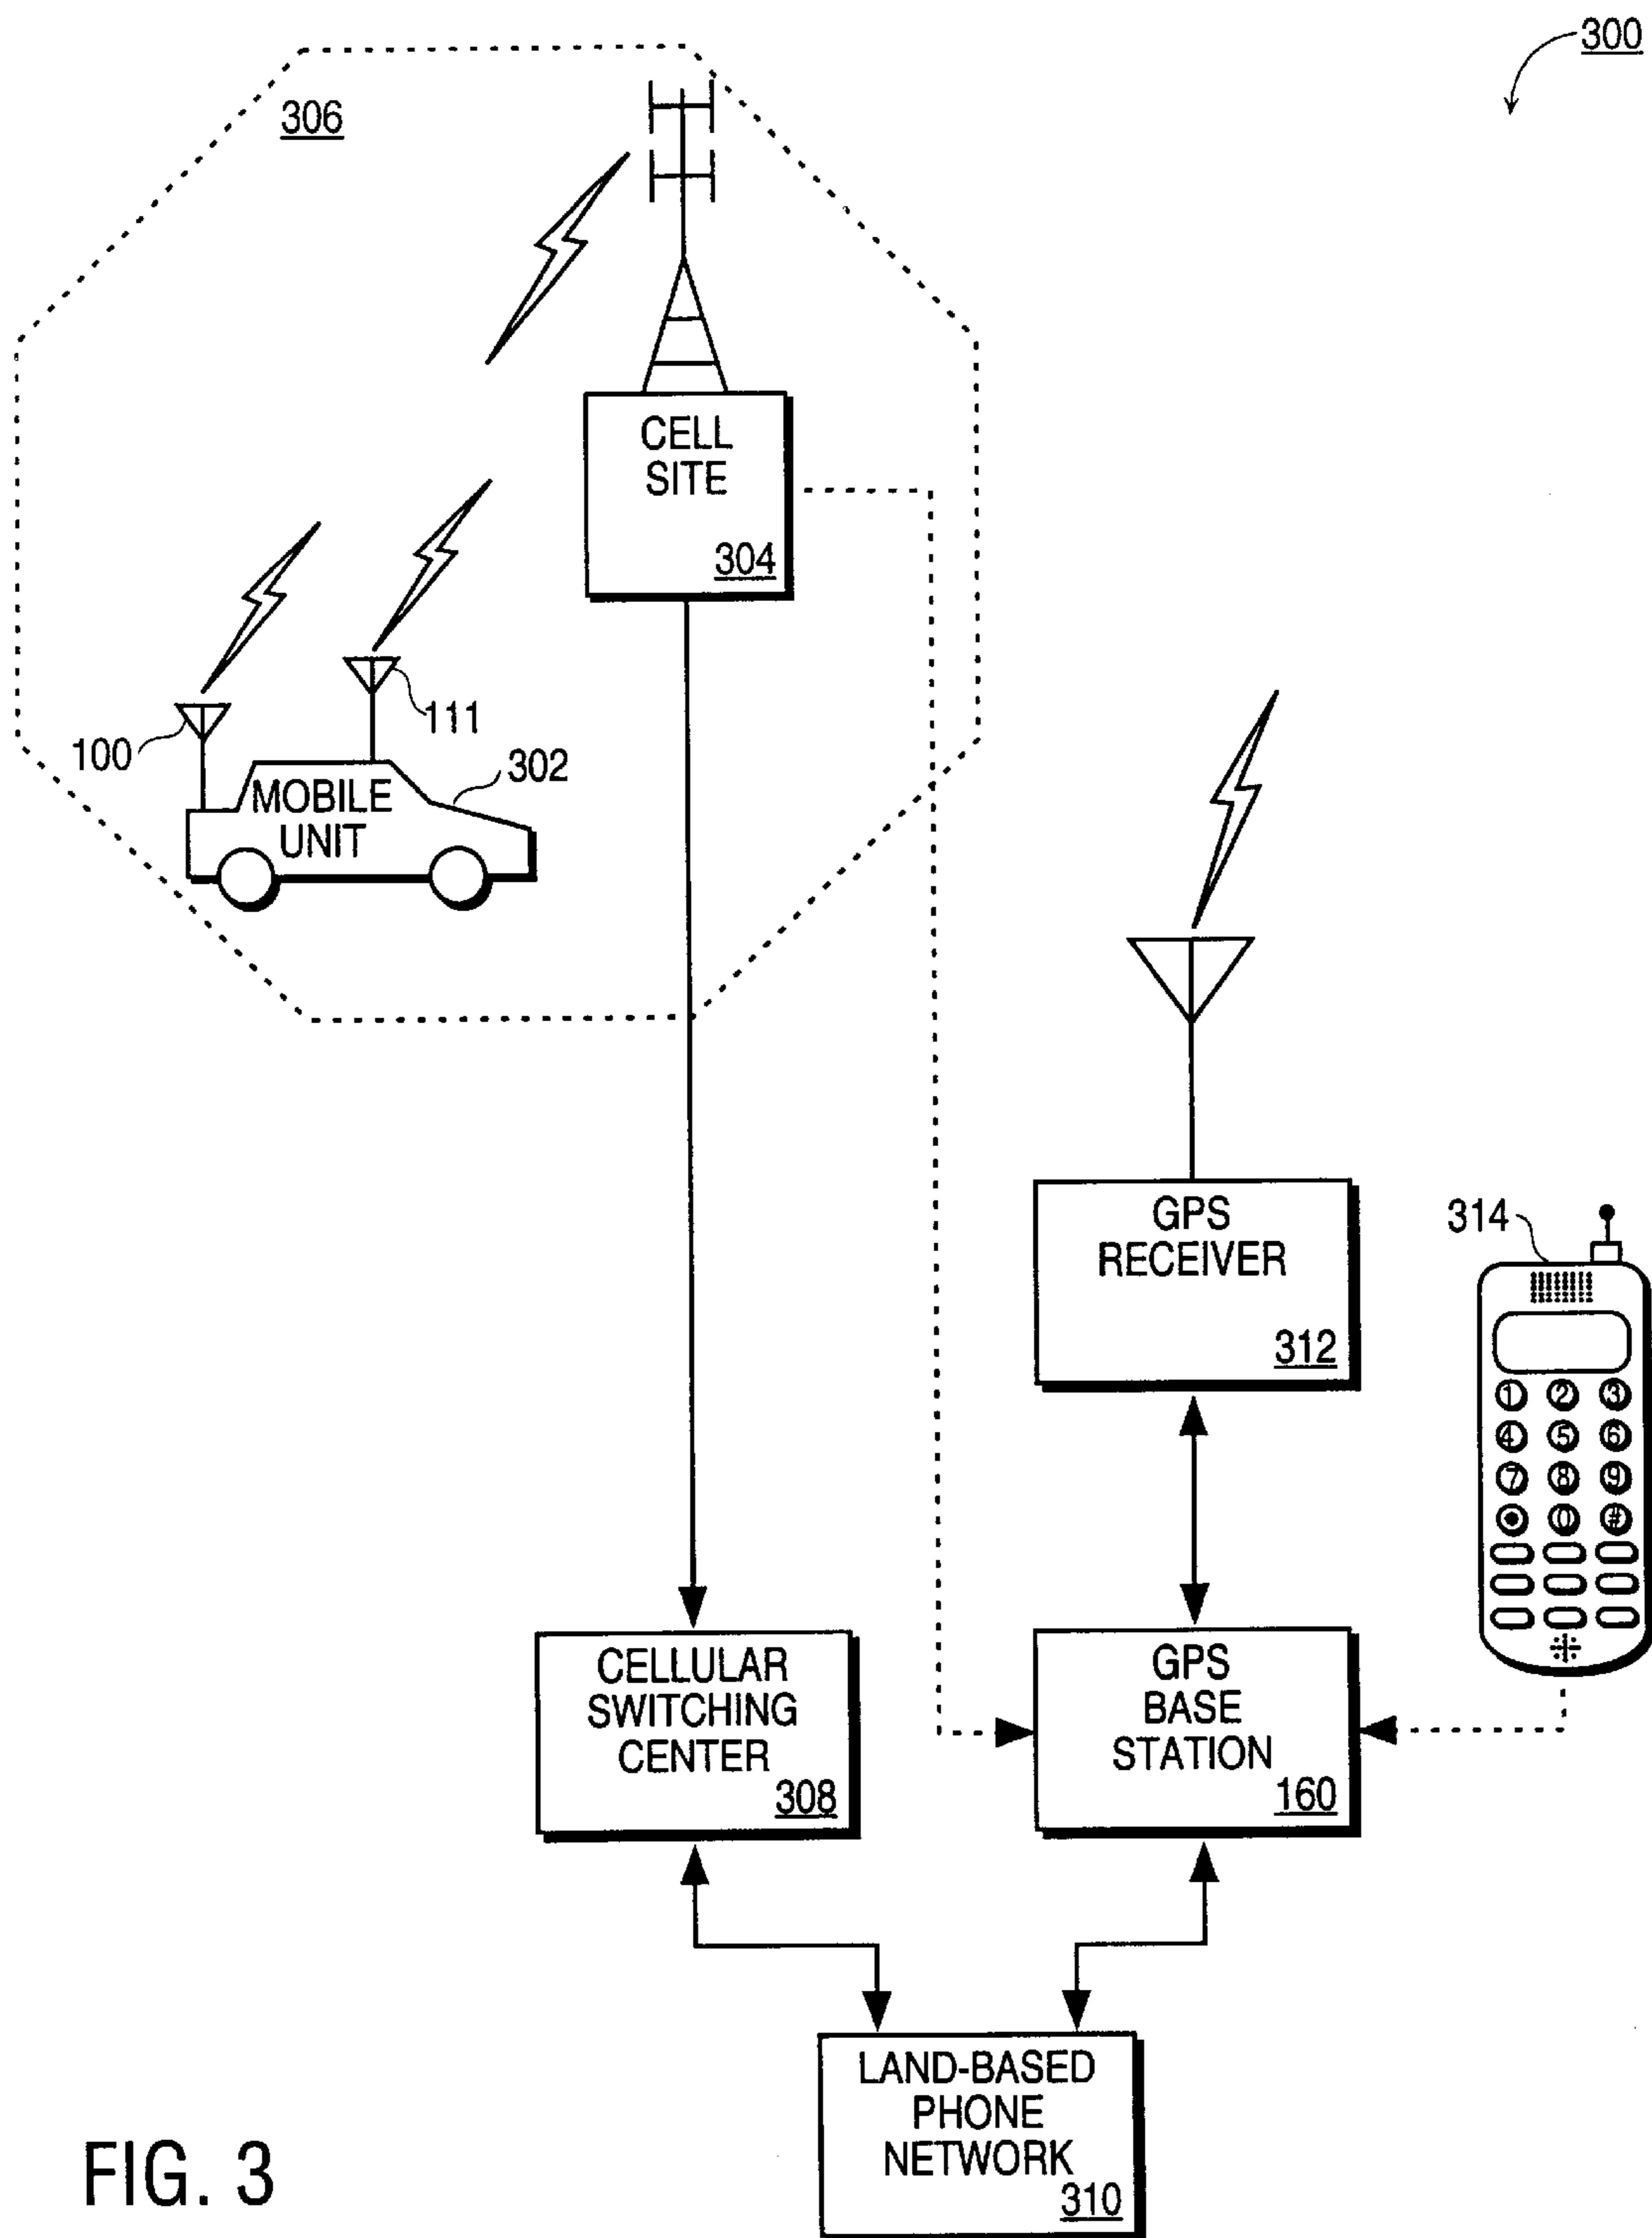 300
306
CELL
SITE
304
111
100
302
MOBILE
UNIT
GPS
RECEIVER
312
314
1 2 3
4 5 6
7 8 9
0 #
CELLULAR
SWITCHING
CENTER
308
GPS
BASE
STATION
160
LAND-BASED
PHONE
NETWORK
310
FIG. 3